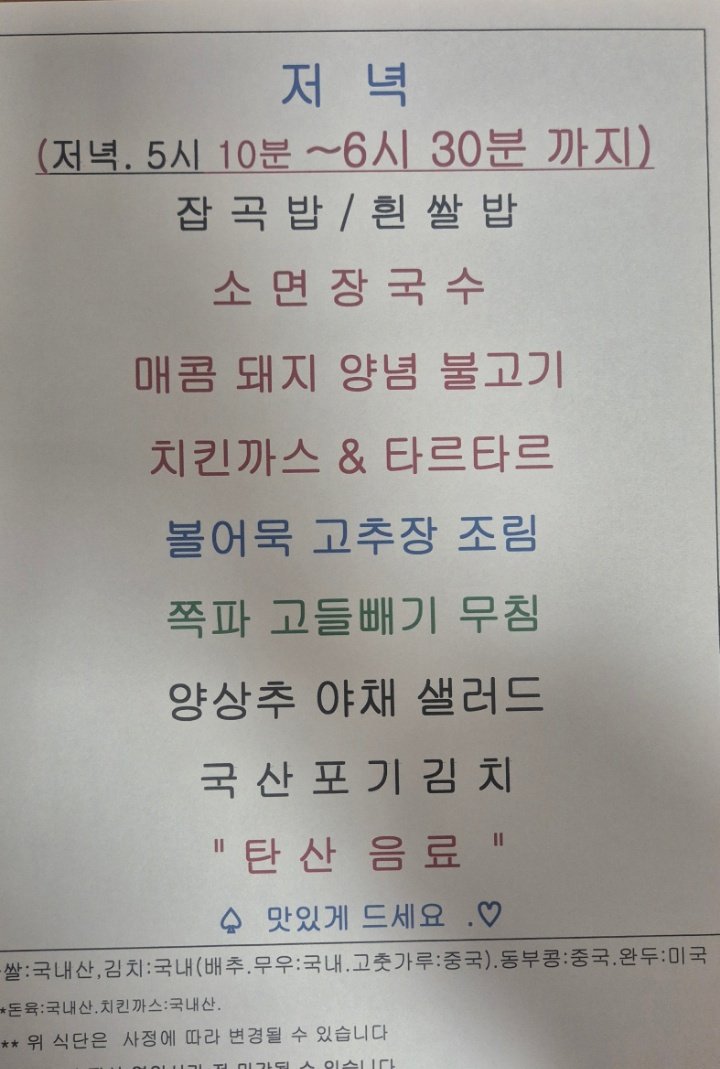 저 녁
(저녁. 5시 10분 ~6시 30분 까지)
잡 곡 밥 / 흰 쌀 밥
소 면 장 국 수
매콤 돼지 양념 불고기
치킨까스 & 타르타르
볼어묵 고추장 조림
쪽파 고들빼기 무침
양상추 야채 샐러드
국 산 포 기 김 치
" 탄 산 음 료 "
♤ 맛있게 드세요 .♡
쌀:국내산,김치:국내(배추.무우:국내.고춧가루:중국).동부콩:중국.완두:미국
*돈육:국내산.치킨까스:국내산.
** 위 식단은 사정에 따라 변경될 수 있습니다
수 있습니다